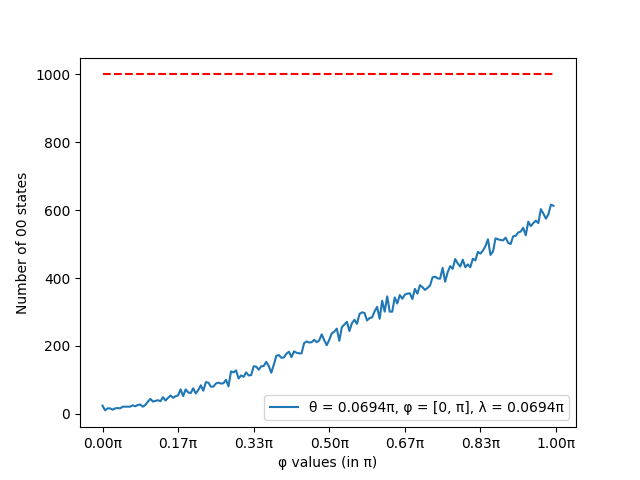 1000
800
600
400
200
0
Number of 00 states
θ = 0.0694π, φ = [0, π], λ = 0.0694π
0.00π 0.17π 0.33π 0.50π 0.67π 0.83π 1.00π
φ values (in π)